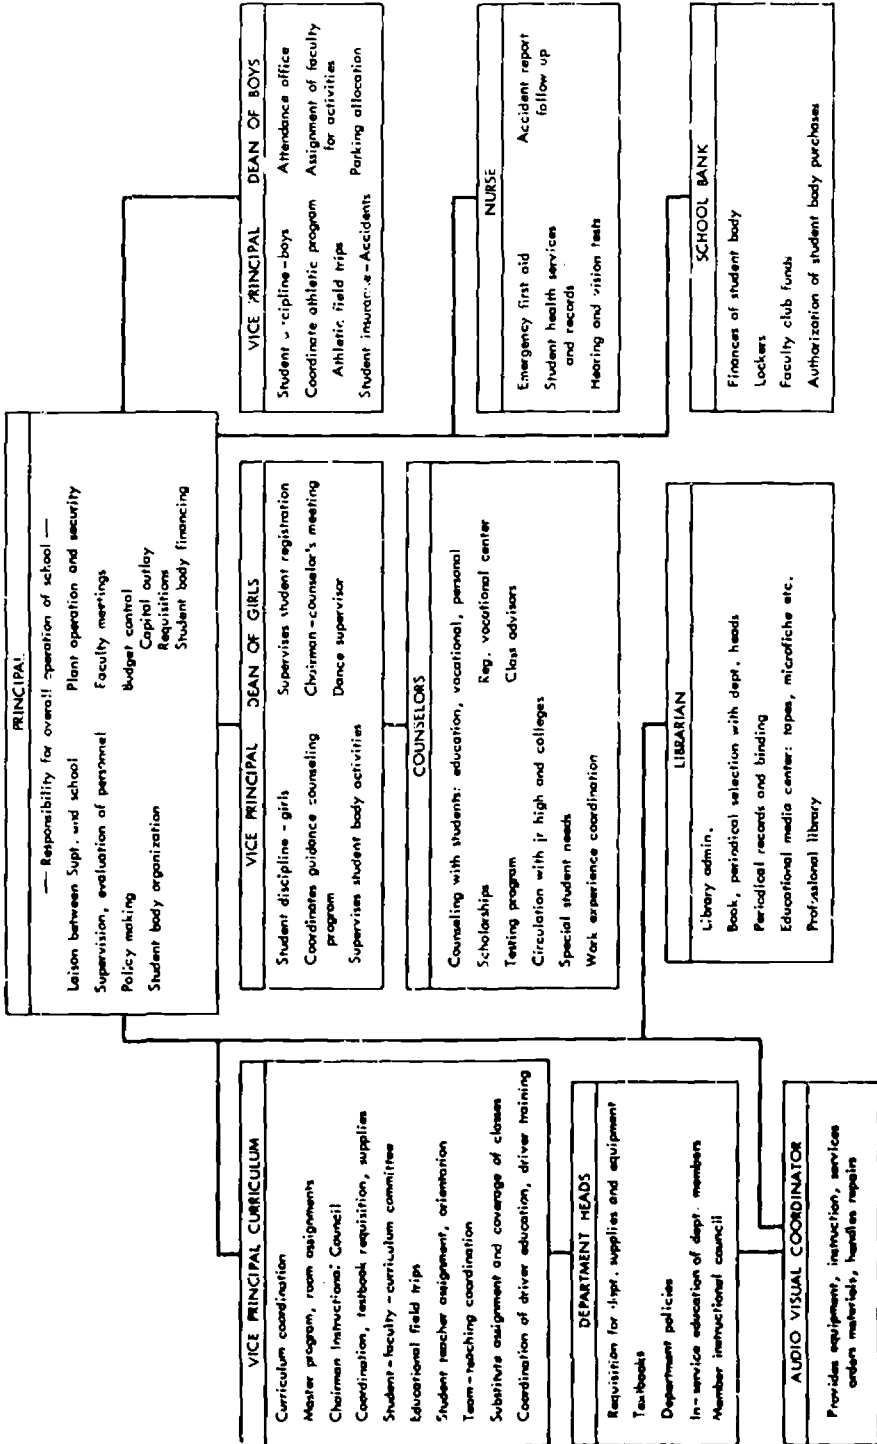 PRINCIPAL
— Responsibility for overall operation of school —
Laison between Supt. and school
Supervision, evaluation of personnel
Policy making
Student body organization
Plant operation and security
Faculty meetings
Budget control
Capital outlay
Requisitions
Student body financing
VICE PRINCIPAL CURRICULUM
Curriculum coordination
Master program, room assignments
Chairman Instructional Council
Coordination, textbook requisition, supplies
Student-faculty-curriculum committee
Educational field trips
Student teacher assignment, orientation
Team-teaching coordination
Substitute assignment and coverage of classes
Coordination of driver education, driver training
VICE PRINCIPAL DEAN OF GIRLS
Student discipline - girls
Coordinates guidance counseling
program
Supervises student body activities
Supervises student registration
Chairman-counselor's meeting
Dance supervisor
VICE PRINCIPAL DEAN OF BOYS
Student discipline-boys
Coordinate athletic program
Athletic field trips
Student insurance-Accidents
Attendance office
Assignment of faculty
for activities
Parking allocation
DEPARTMENT HEADS
Requisition for dept. supplies and equipment
Textbooks
Department policies
In-service education of dept. members
Member instructional council
COUNSELORS
Counseling with students: education, vocational, personal
Scholarships
Testing program
Circulation with jr high and colleges
Special student needs
Work experience coordination
Reg. vocational center
Class advisors
NURSE
Emergency first aid
Student health services
and records
Hearing and vision tests
Accident report
follow up
AUDIO VISUAL COORDINATOR
Provides equipment, instruction, services
orders materials, handles repairs
LIBRARIAN
Library admin.
Book, periodical selection with dept. heads
Periodical records and binding
Educational media center: tapes, microfiche etc.
Professional library
SCHOOL BANK
Finances of student body
Lockers
Faculty club funds
Authorization of student body purchases